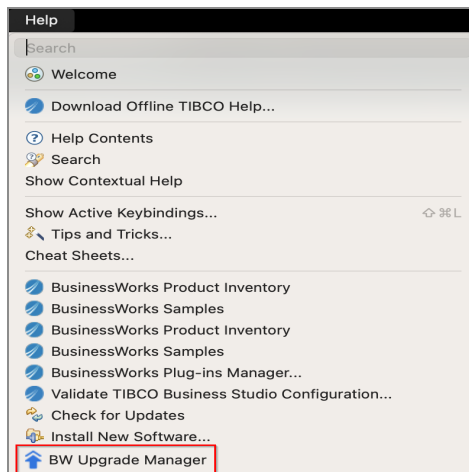 Help
Search
Welcome
Download Offline TIBCO Help...
Help Contents
Search
Show Contextual Help
Show Active Keybindings... ⇧⌘L
Tips and Tricks...
Cheat Sheets...
BusinessWorks Product Inventory
BusinessWorks Samples
BusinessWorks Product Inventory
BusinessWorks Samples
BusinessWorks Plug-ins Manager...
Validate TIBCO Business Studio Configuration...
Check for Updates
Install New Software...
BW Upgrade Manager